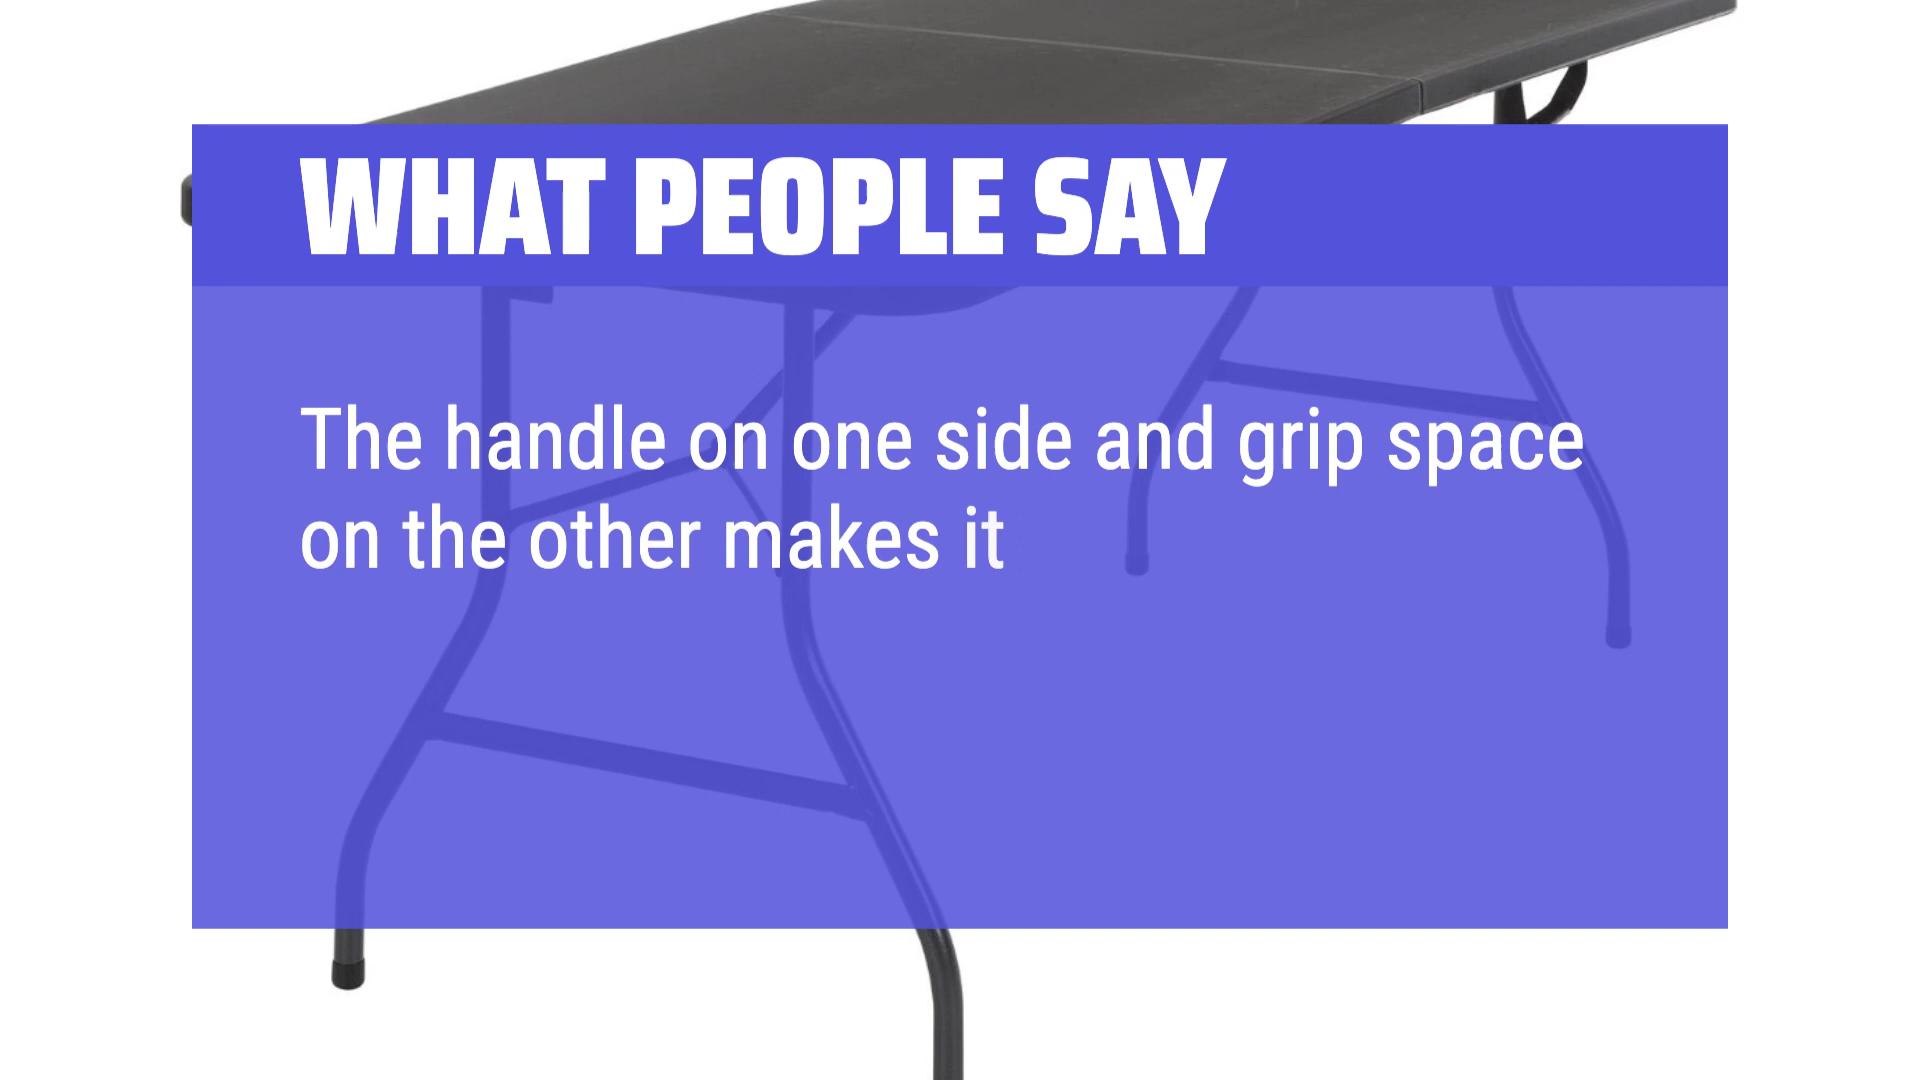 WHAT PEOPLE SAY
The handle on one side and grip space
on the other makes it